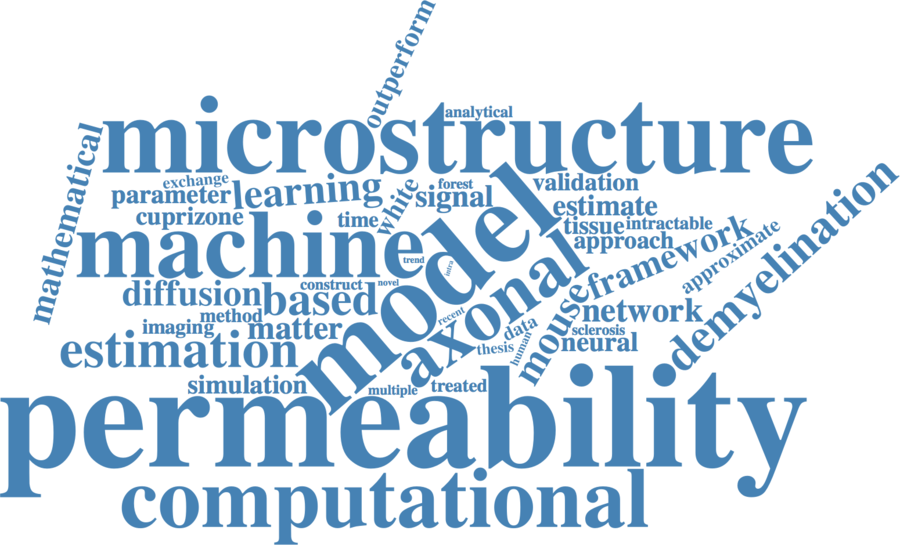 outperform
analytical
microstructure
mathematical
exchange
parameter
learning
white
forest
signal
validation
cuprizone
time
estimate
tissue
intractable
approach
machine
trend
model
intra
framework
approximate
demyelination
diffusion
construct
novel
based
axonal
mouse
network
method
imaging
matter
recent
data
sclerosis
neural
human
thesis
estimation
simulation
multiple
treated
permeability
computational